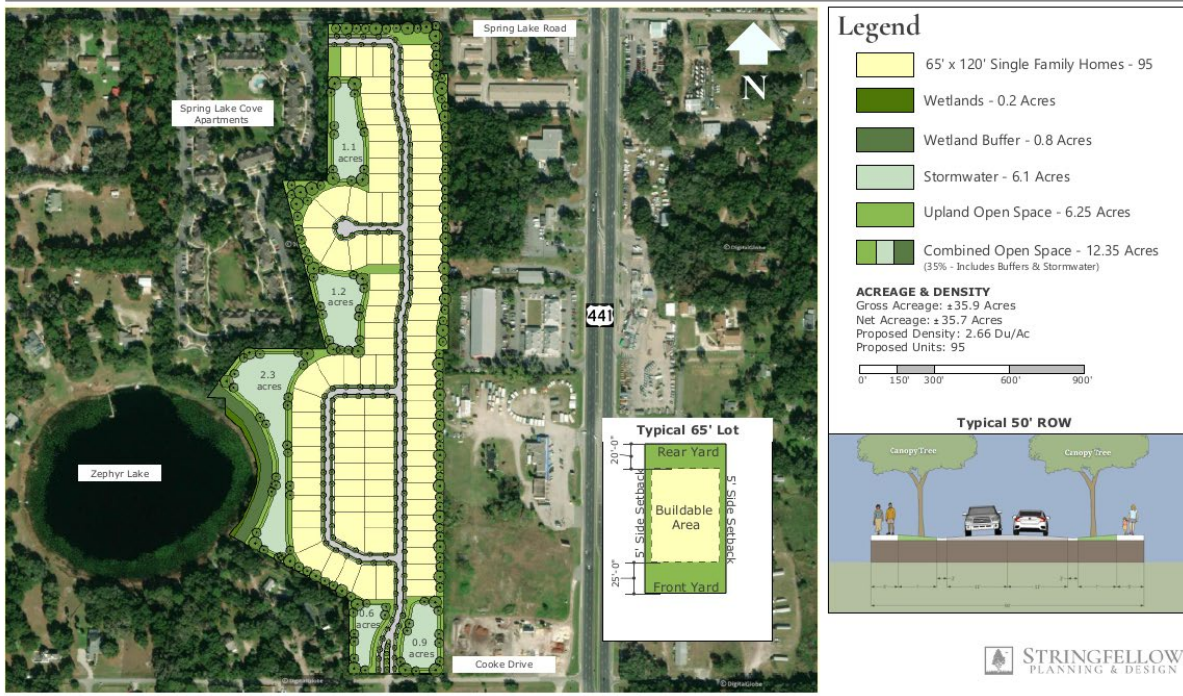 Spring Lake Road
N
Spring Lake Cove
Apartments
1.1
acres
1.2
acres
2.3
acres
Zephyr Lake
0.6
acres
0.9
acres
Cooke Drive
441
© DigitalGlobe
© DigitalGlobe
© DigitalGlobe
© DigitalGlobe
Typical 65' Lot
20'-0"
Rear Yard
5' Side Setback
Buildable
Area
5' Side Setback
25'-0"
Front Yard
Legend
65' x 120' Single Family Homes - 95
Wetlands - 0.2 Acres
Wetland Buffer - 0.8 Acres
Stormwater - 6.1 Acres
Upland Open Space - 6.25 Acres
Combined Open Space - 12.35 Acres
(35% - Includes Buffers & Stormwater)
ACREAGE & DENSITY
Gross Acreage: ±35.9 Acres
Net Acreage: ±35.7 Acres
Proposed Density: 2.66 Du/Ac
Proposed Units: 95
0' 150' 300' 600' 900'
Typical 50' ROW
Canopy Tree
Canopy Tree
STRINGFELLOW
PLANNING & DESIGN